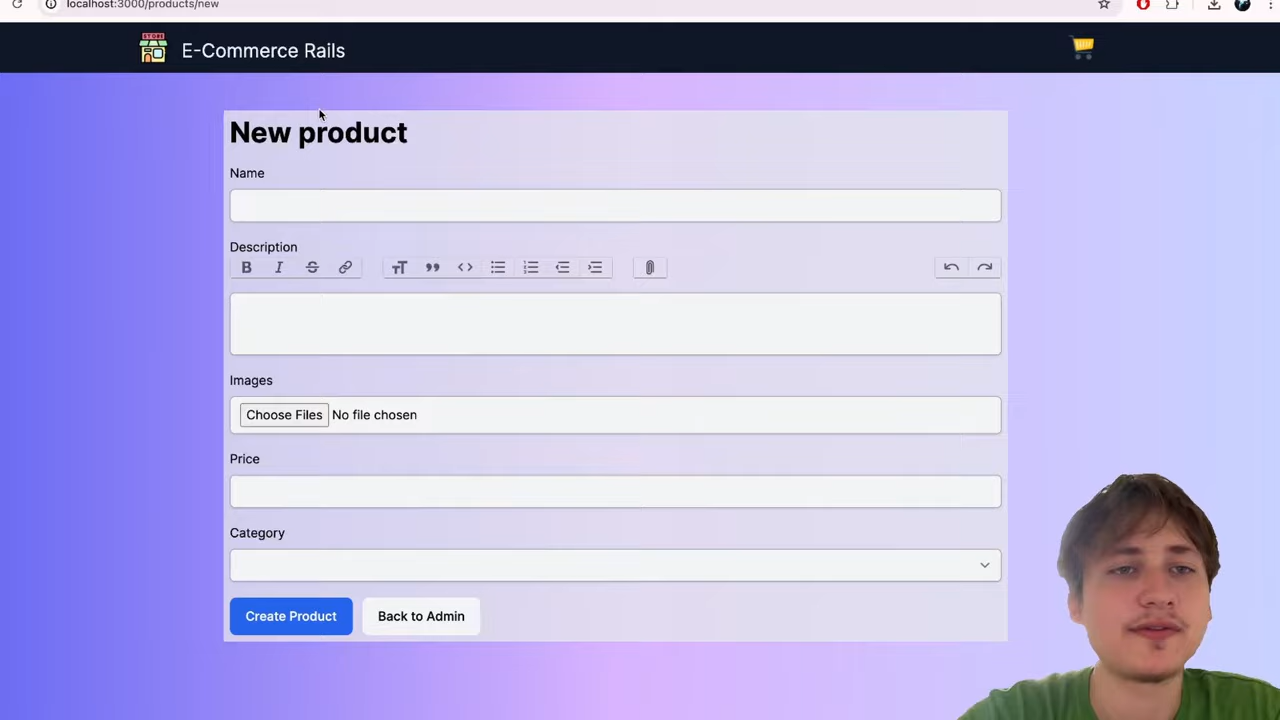 localhost:3000/products/new
STORE
E-Commerce Rails
New product
Name
Description
Images
Choose Files No file chosen
Price
Category
Create Product
Back to Admin